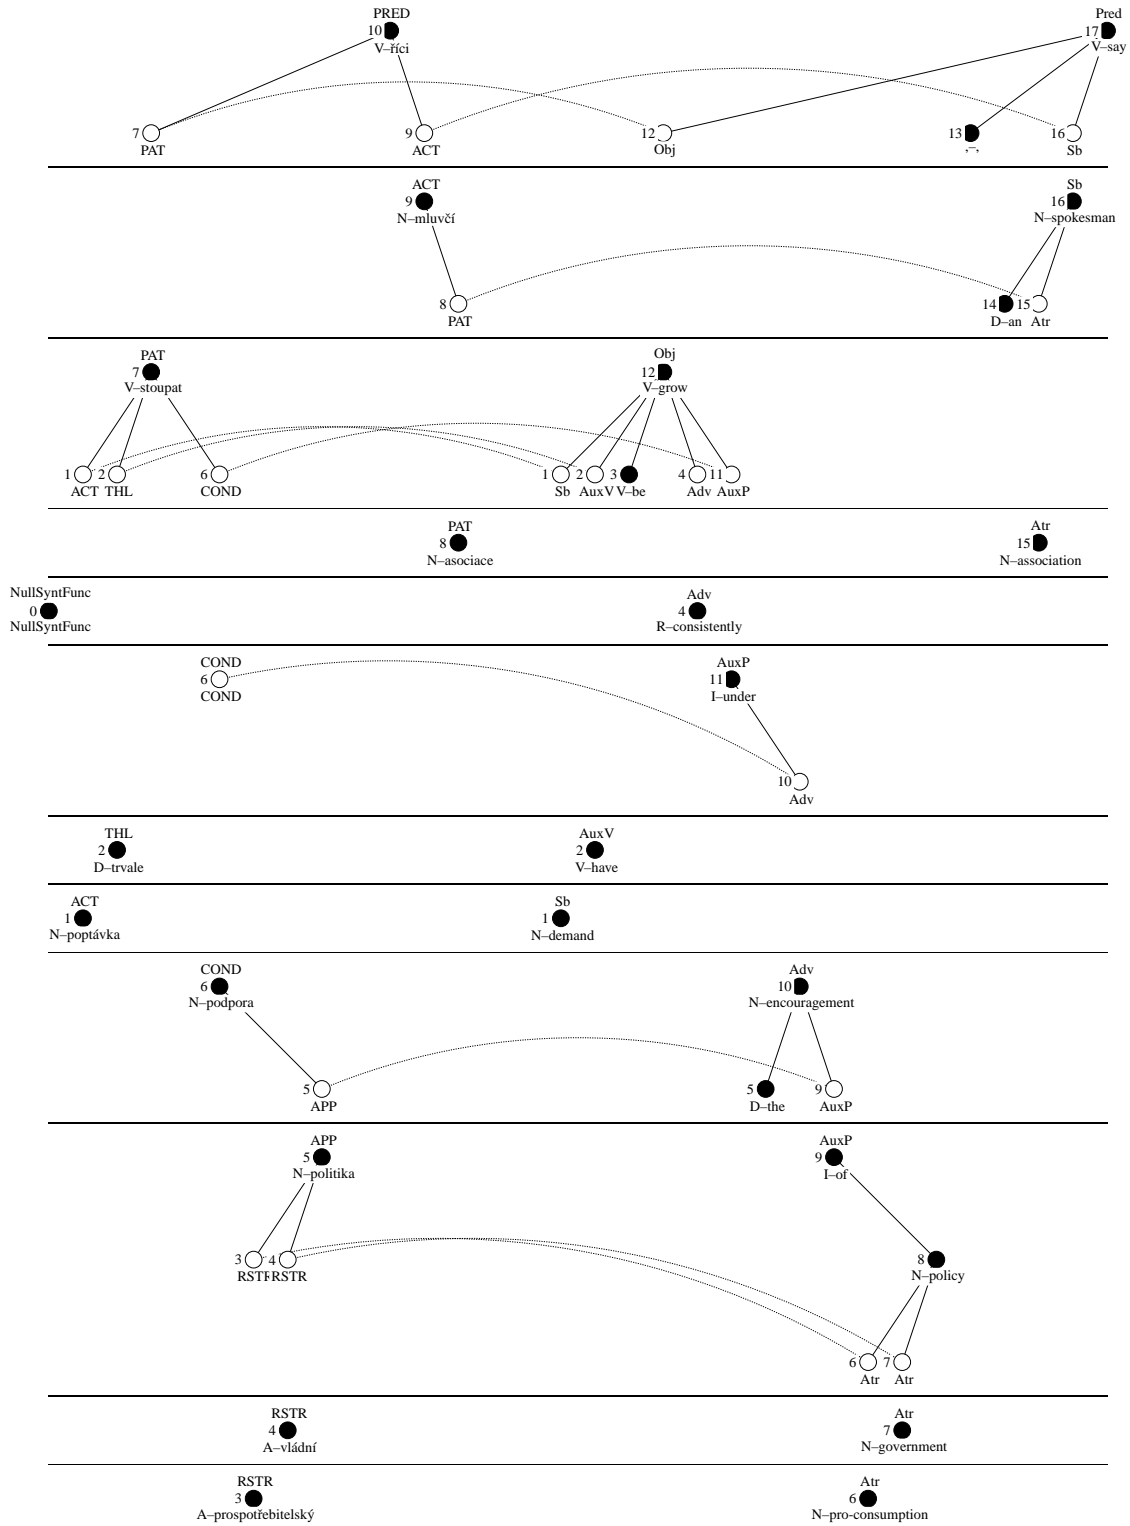 PRED Pred
10 17
V–říci V–say
7 9 12 13 16
PAT ACT Obj ,–, Sb
ACT Sb
9 16
N–mluvčí N–spokesman
8 14 15
PAT D–an Atr
PAT Obj
7 12
V–stoupat V–grow
1 2 6 1 2 3 4 11
ACT THL COND Sb AuxV V–be Adv AuxP
PAT Atr
8 15
N–asociace N–association
NullSyntFunc Adv
0 4
NullSyntFunc R–consistently
COND AuxP
6 11
COND I–under
10
Adv
THL AuxV
2 2
D–trvale V–have
ACT Sb
1 1
N–poptávka N–demand
COND Adv
6 10
N–podpora N–encouragement
5 5 9
APP D–the AuxP
APP AuxP
5 9
N–politika I–of
3 4 8
RSTR RSTR N–policy
6 7
Atr Atr
RSTR Atr
4 7
A–vládní N–government
RSTR Atr
3 6
A–prospotřebitelský N–pro-consumption